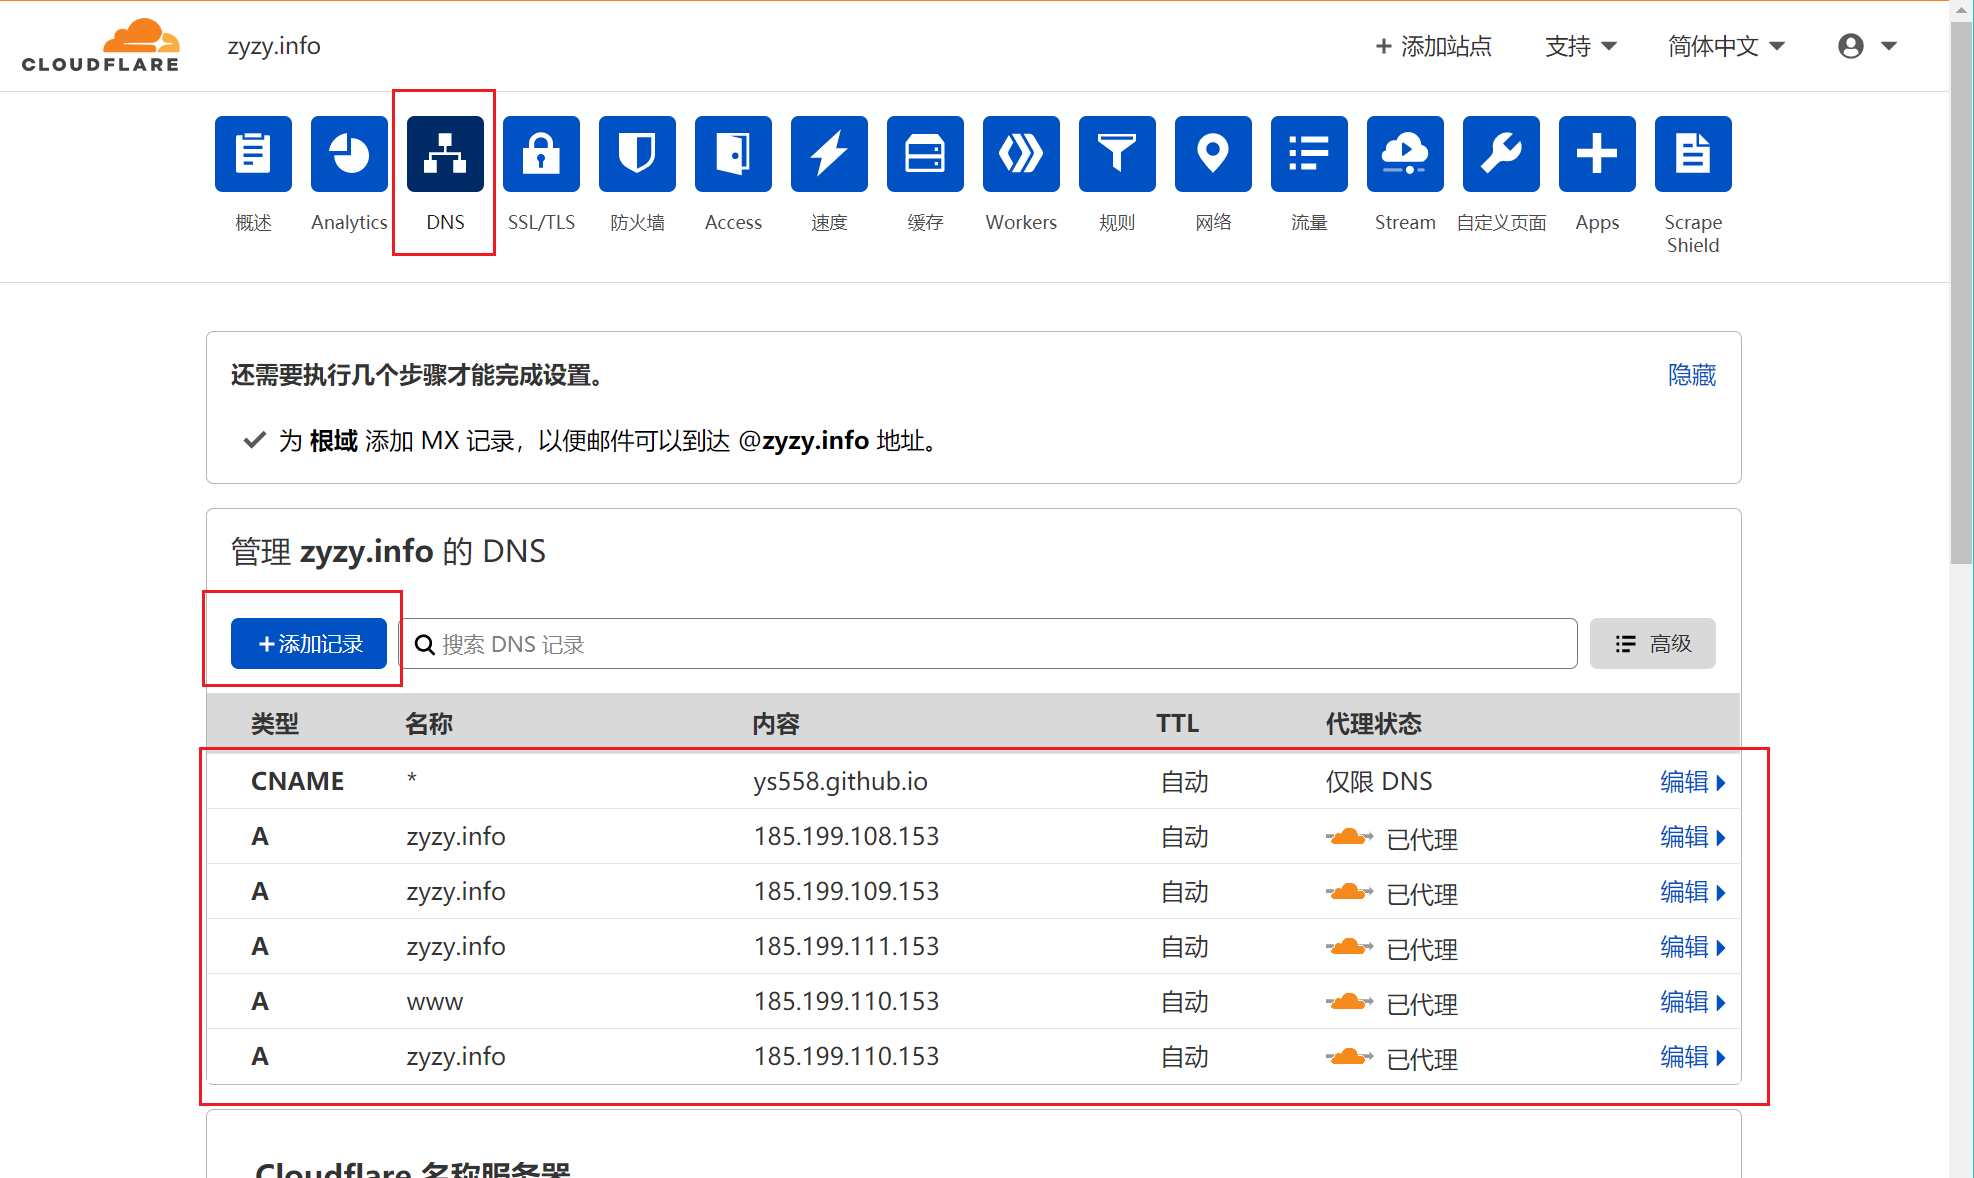 CLOUDFLARE zyzy.info + 添加站点 支持 简体中文
概述 Analytics DNS SSL/TLS 防火墙 Access 速度 缓存 Workers 规则 网络 流量 Stream 自定义页面 Apps Scrape Shield
还需要执行几个步骤才能完成设置。 隐藏
为 根域 添加 MX 记录，以便邮件可以到达 @zyzy.info 地址。
管理 zyzy.info 的 DNS
+添加记录 搜索 DNS 记录 高级
类型 名称 内容 TTL 代理状态
CNAME * ys558.github.io 自动 仅限 DNS 编辑
A zyzy.info 185.199.108.153 自动 已代理 编辑
A zyzy.info 185.199.109.153 自动 已代理 编辑
A zyzy.info 185.199.111.153 自动 已代理 编辑
A www 185.199.110.153 自动 已代理 编辑
A zyzy.info 185.199.110.153 自动 已代理 编辑
Cloudflare 名称服务器